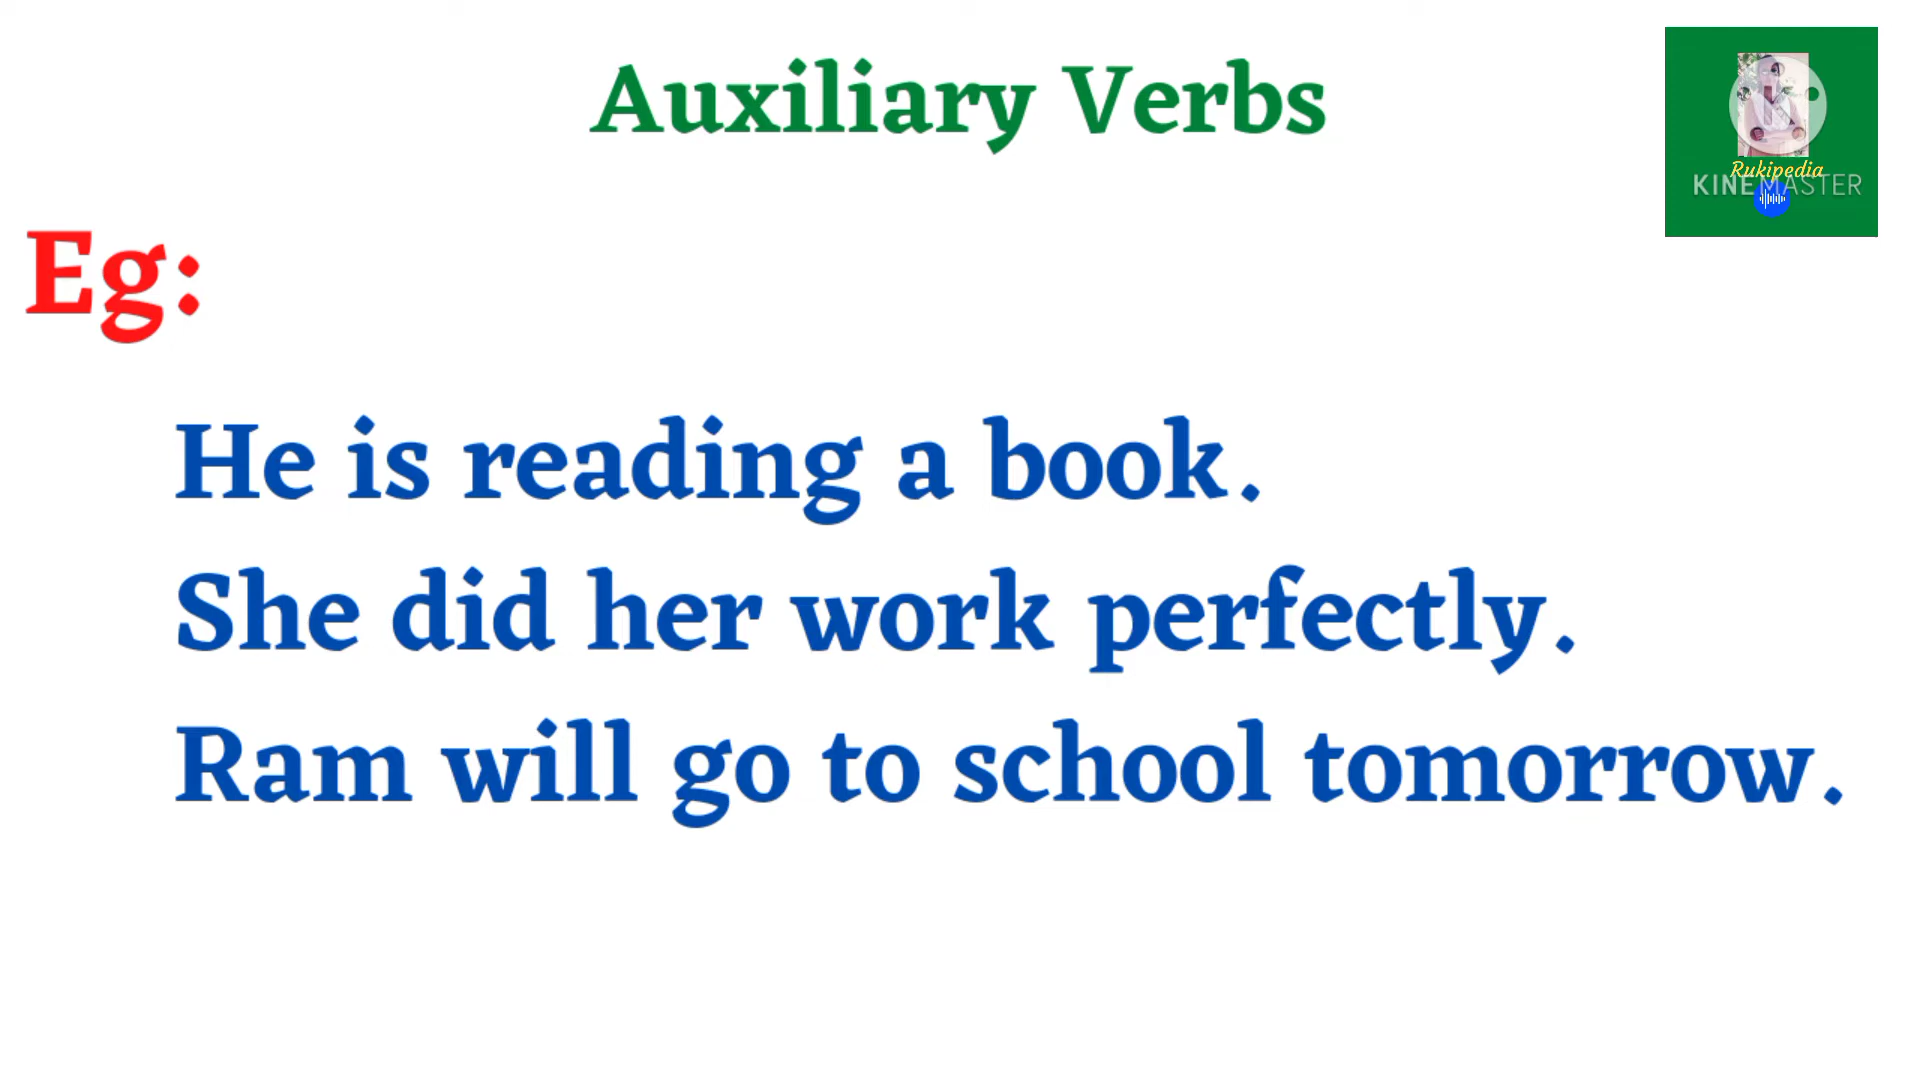 Auxiliary Verbs
Rukipedia
KINEMASTER
Eg:
He is reading a book.
She did her work perfectly.
Ram will go to school tomorrow.